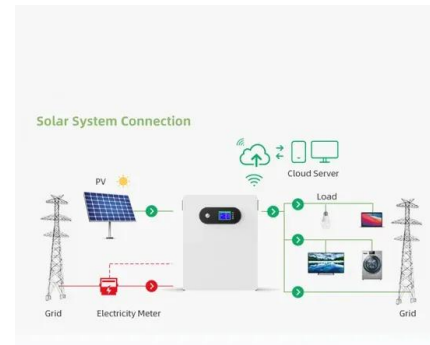 Solar System Connection
Cloud Server
PV
Load
Grid
Electricity Meter
Grid